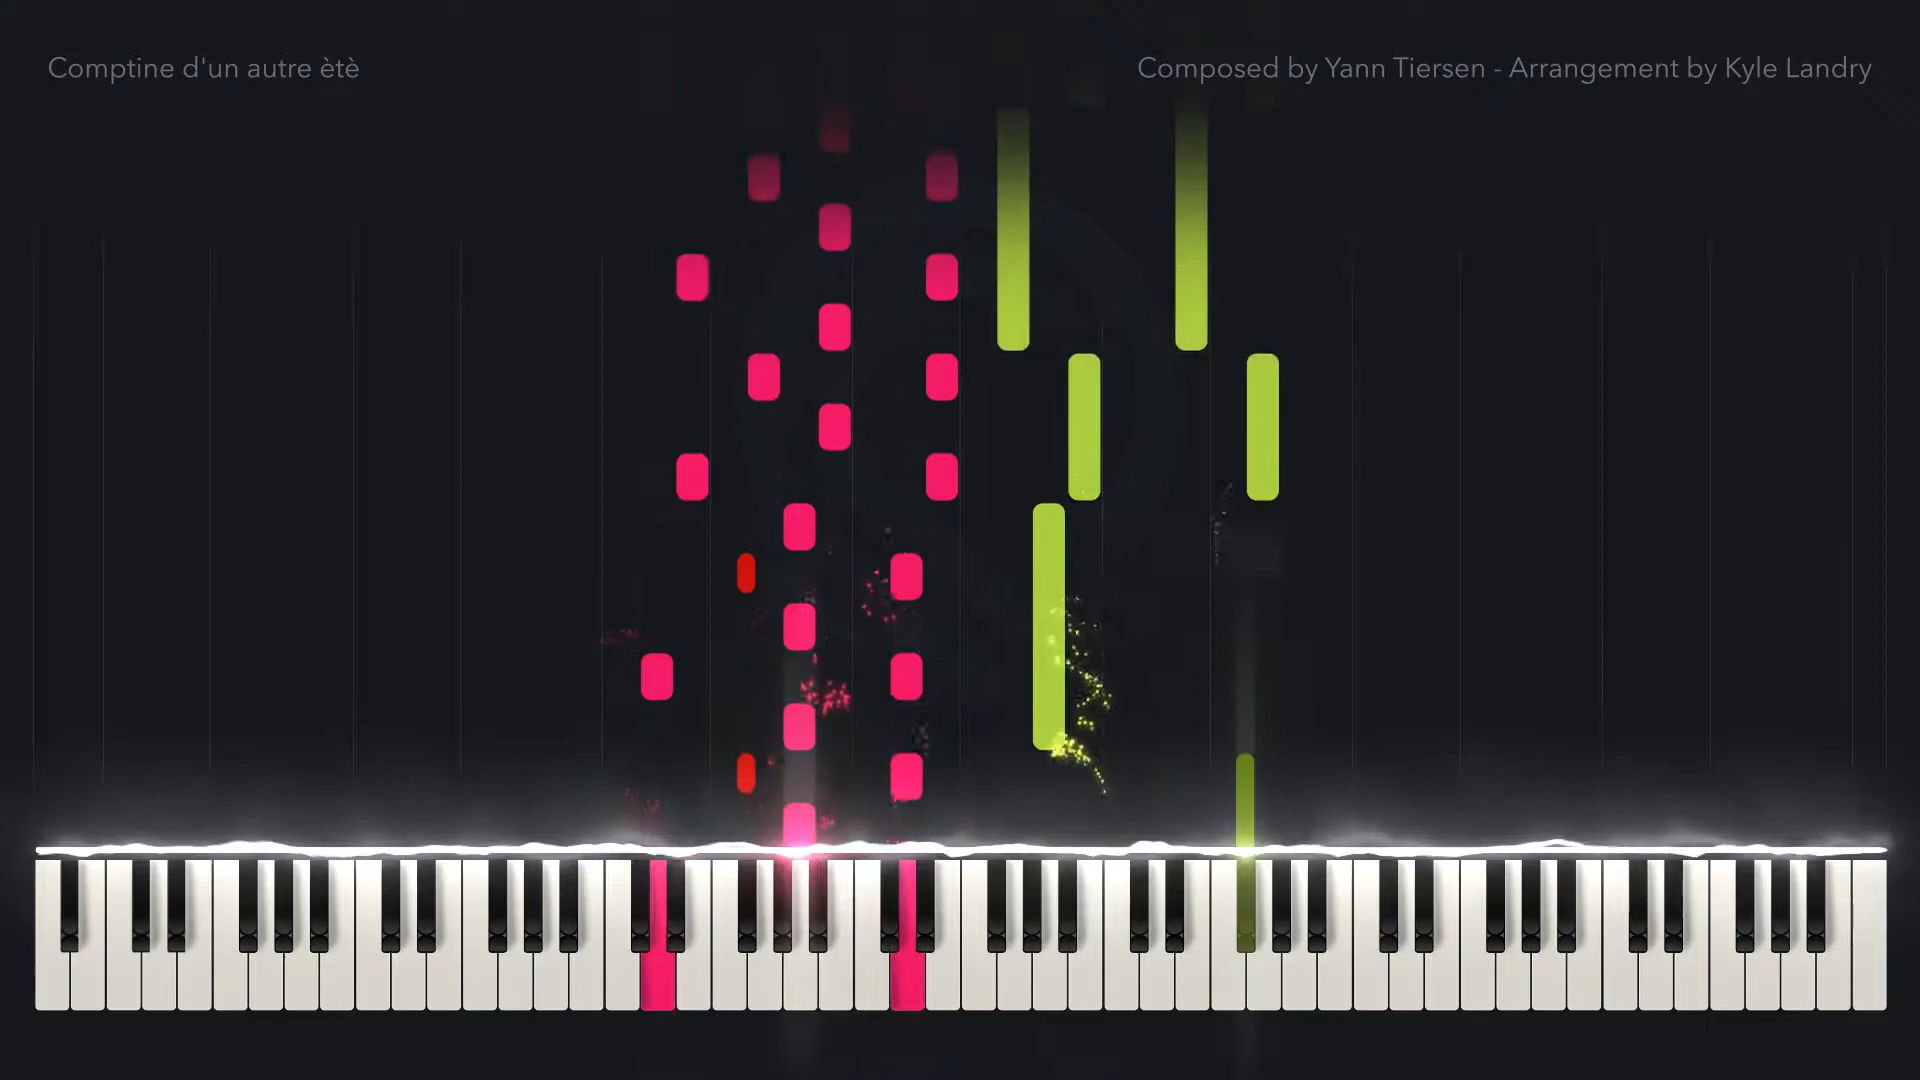 Comptine d'un autre ètè
Composed by Yann Tiersen - Arrangement by Kyle Landry